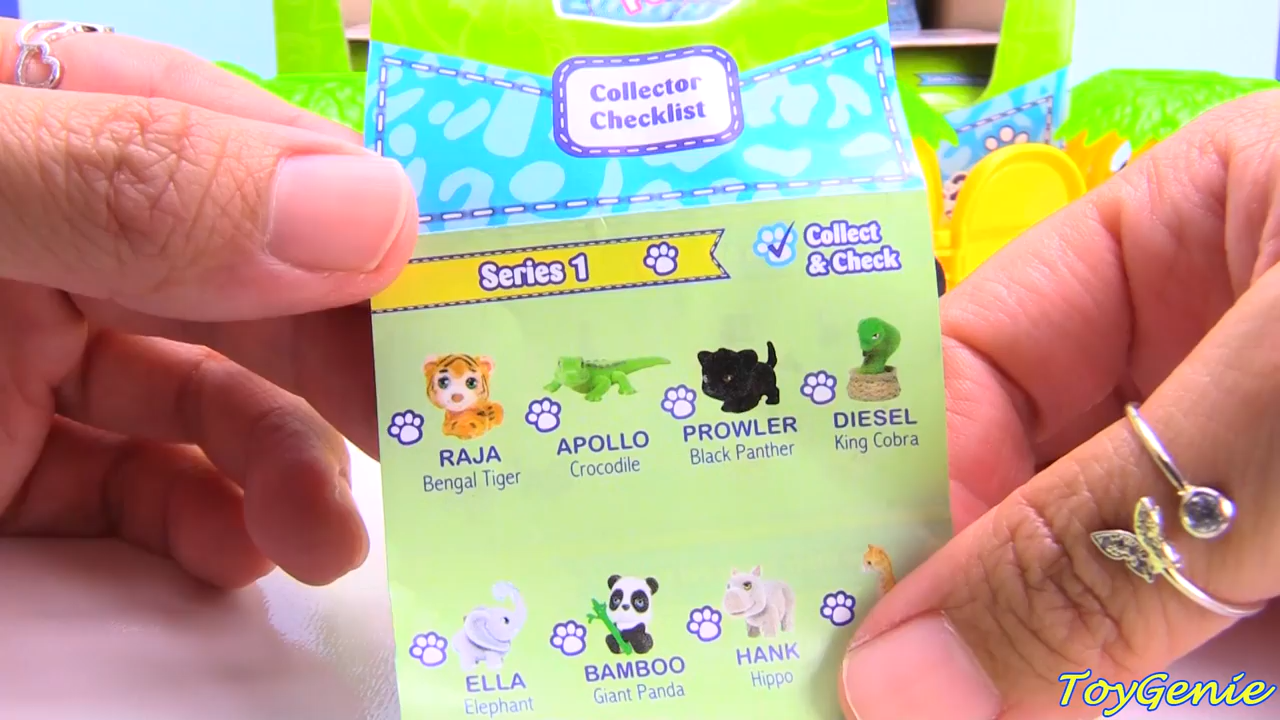 Collector
Checklist
Series 1
Collect
& Check
RAJA
Bengal Tiger
APOLLO
Crocodile
PROWLER
Black Panther
DIESEL
King Cobra
ELLA
Elephant
BAMBOO
Giant Panda
HANK
Hippo
ToyGenie